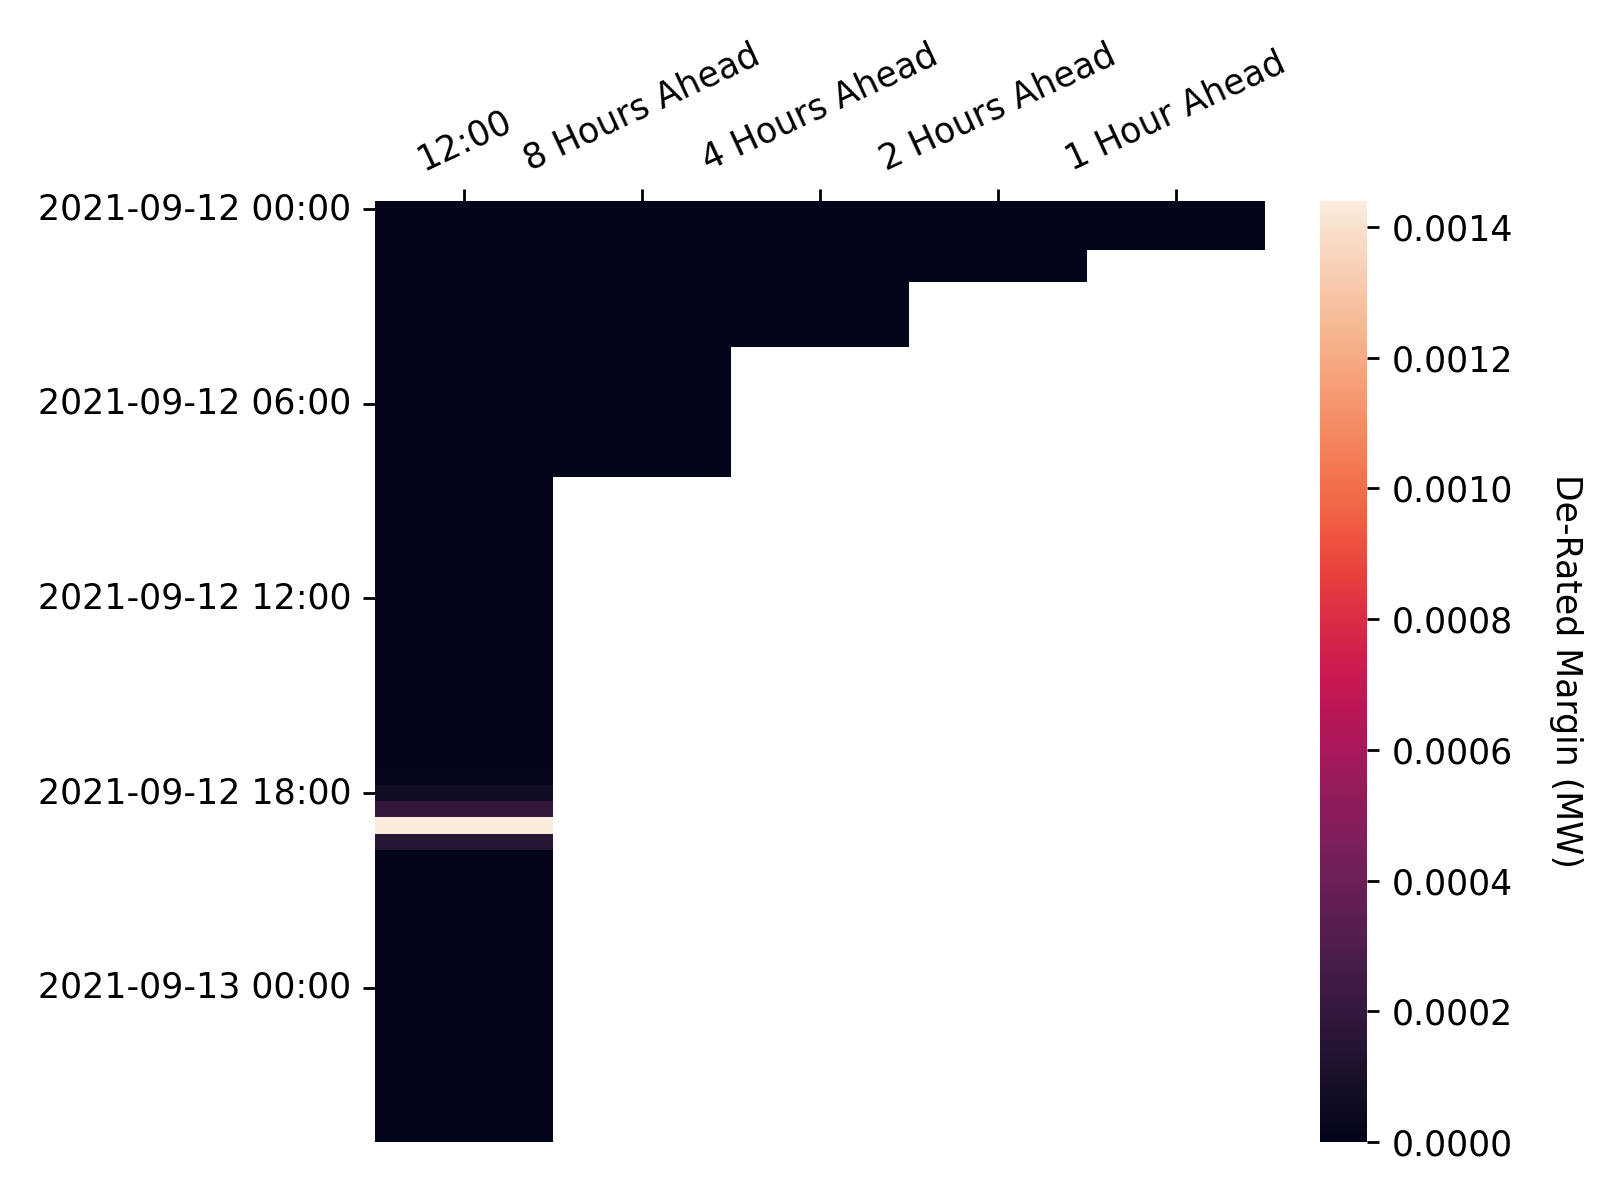 12:00
8 Hours Ahead
4 Hours Ahead
2 Hours Ahead
1 Hour Ahead
2021-09-12 00:00
2021-09-12 06:00
2021-09-12 12:00
2021-09-12 18:00
2021-09-13 00:00
0.0014
0.0012
0.0010
0.0008
0.0006
0.0004
0.0002
0.0000
De-Rated Margin (MW)